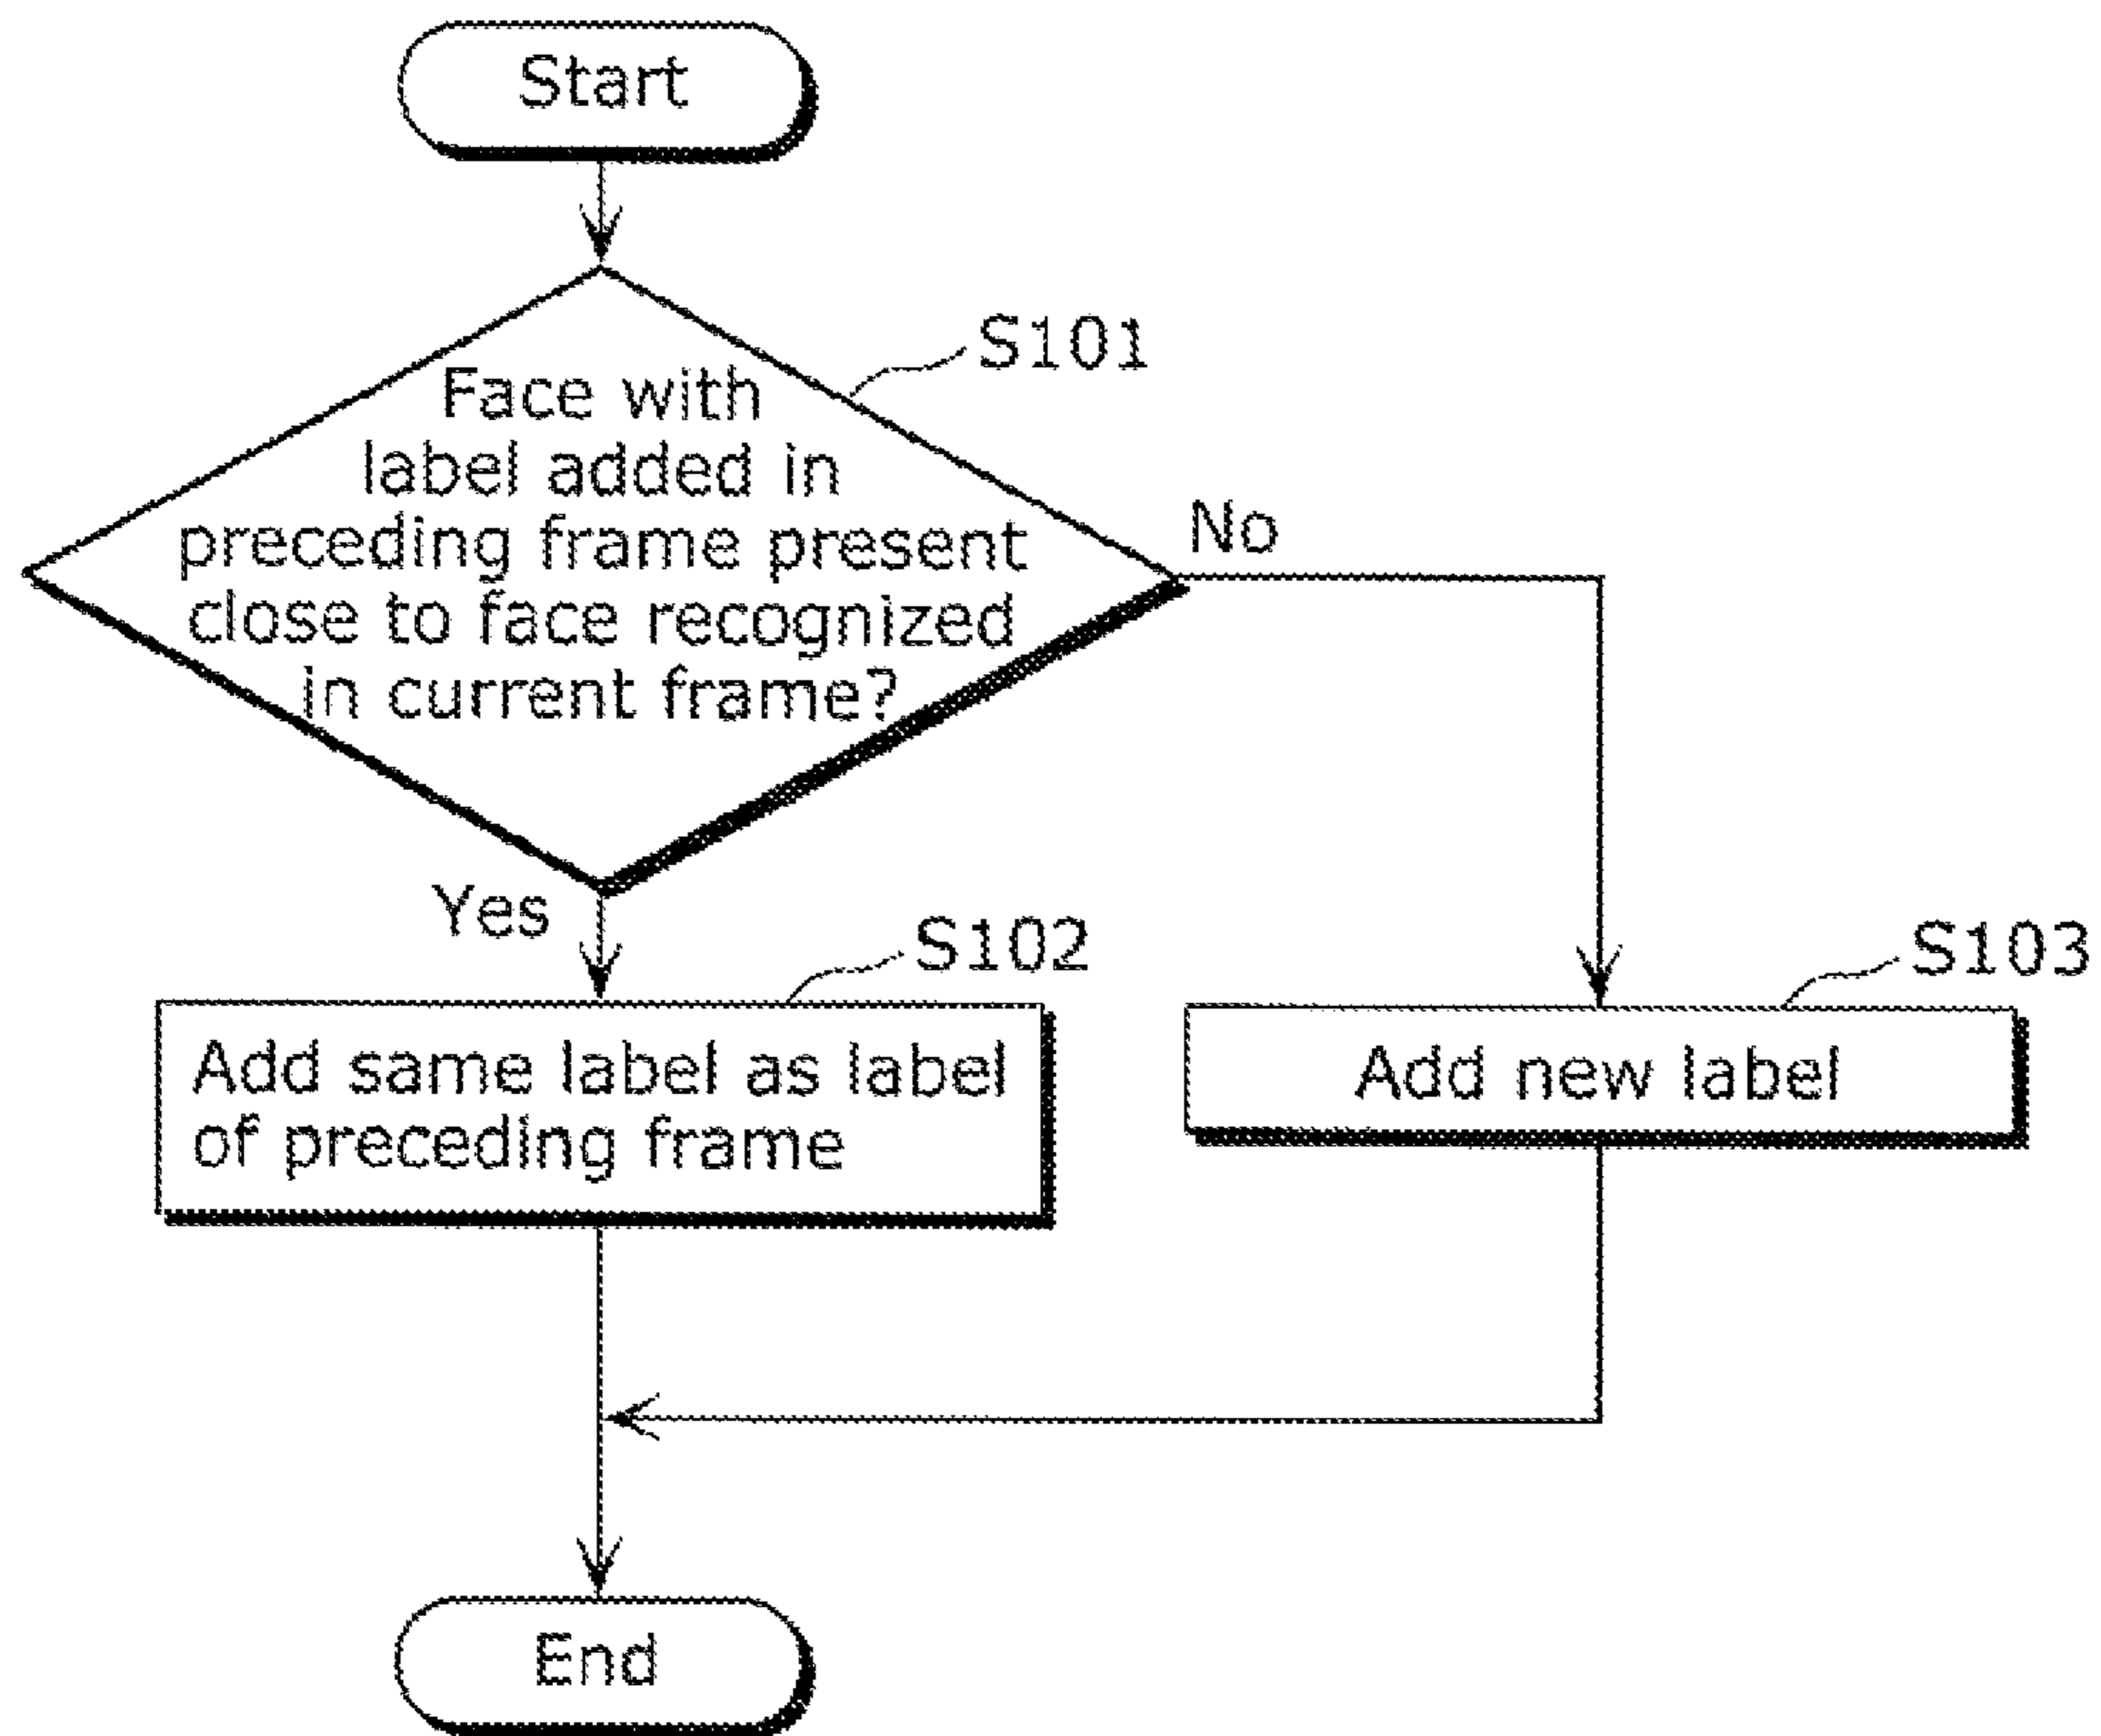 Start
S101
Face with
label added in
preceding frame present
close to face recognized
in current frame?
No
Yes
S102
Add same label as label
of preceding frame
S103
Add new label
End